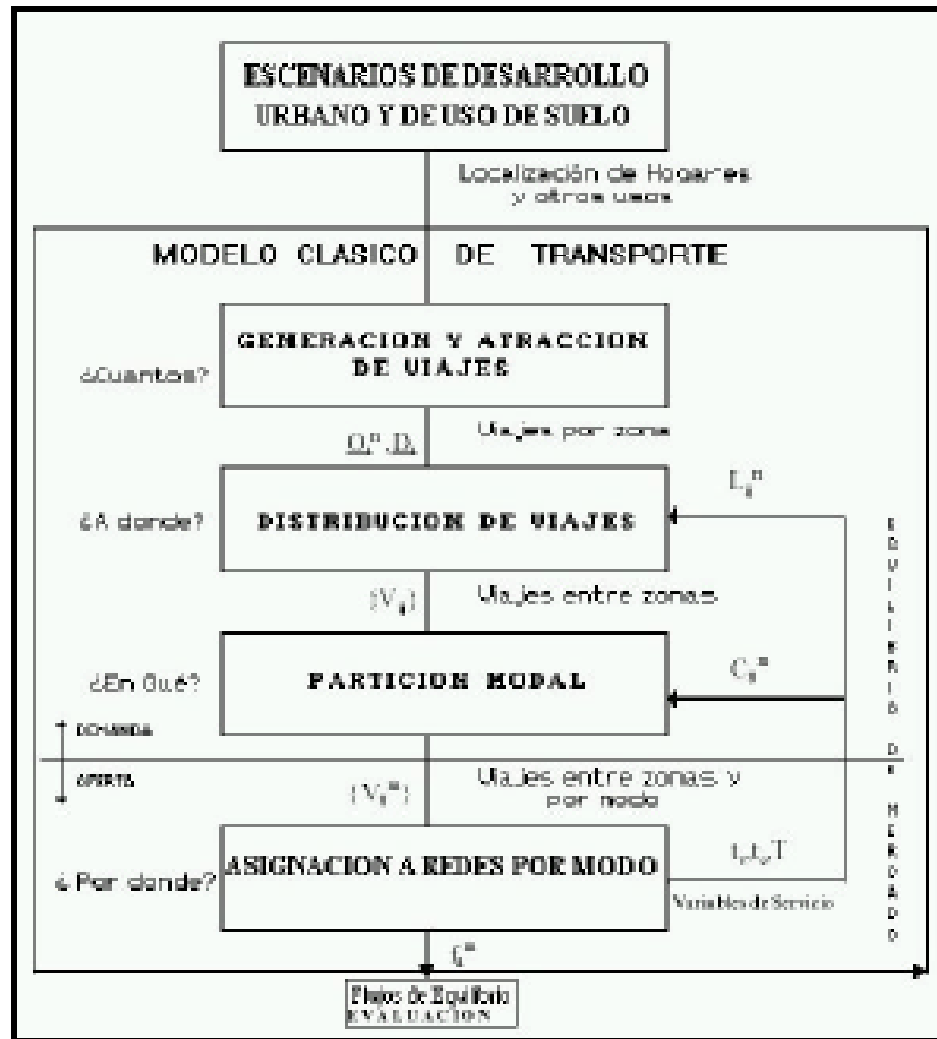 ESCENARIOS DE DESARROLLO
URBANO Y DE USO DE SUELO
Localización de Hogares
y otros usos
MODELO CLASICO DE TRANSPORTE
GENERACION Y ATRACCION
DE VIAJES
¿Cuantos?
Viajes por zona
¿A donde?
DISTRIBUCION DE VIAJES
Viajes entre zonas
¿En Qué?
PARTICION MODAL
DEMANDA
OFERTA
Viajes entre zonas y
por modo
¿Por donde?
ASIGNACION A REDES POR MODO
Variables de Servicio
EQUILIBRIO DE MERCADO
Flujos de Equilibrio
EVALUACION